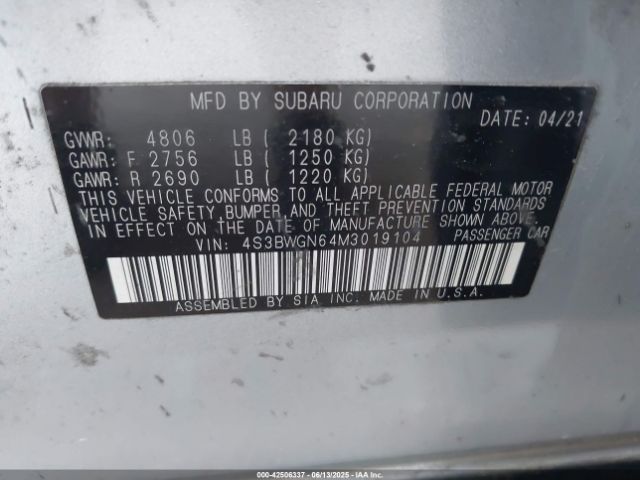 MFD BY SUBARU CORPORATION
DATE: 04/21
GVWR: 4806 LB ( 2180 KG)
GAWR: F 2756 LB ( 1250 KG)
GAWR: R 2690 LB ( 1220 KG)
THIS VEHICLE CONFORMS TO ALL APPLICABLE FEDERAL MOTOR
VEHICLE SAFETY, BUMPER, AND THEFT PREVENTION STANDARDS
IN EFFECT ON THE DATE OF MANUFACTURE SHOWN ABOVE.
VIN: 4S3BWGN64M3019104 PASSENGER CAR
ASSEMBLED BY SIA INC. MADE IN U.S.A.
000-42506337 - 06/13/2025 - IAAI.COM